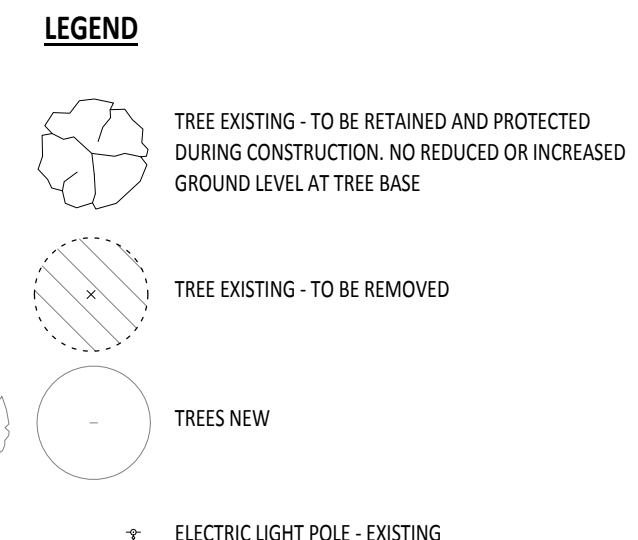 LEGEND
TREE EXISTING - TO BE RETAINED AND PROTECTED
DURING CONSTRUCTION. NO REDUCED OR INCREASED
GROUND LEVEL AT TREE BASE
TREE EXISTING - TO BE REMOVED
TREES NEW
ELECTRIC LIGHT POLE - EXISTING